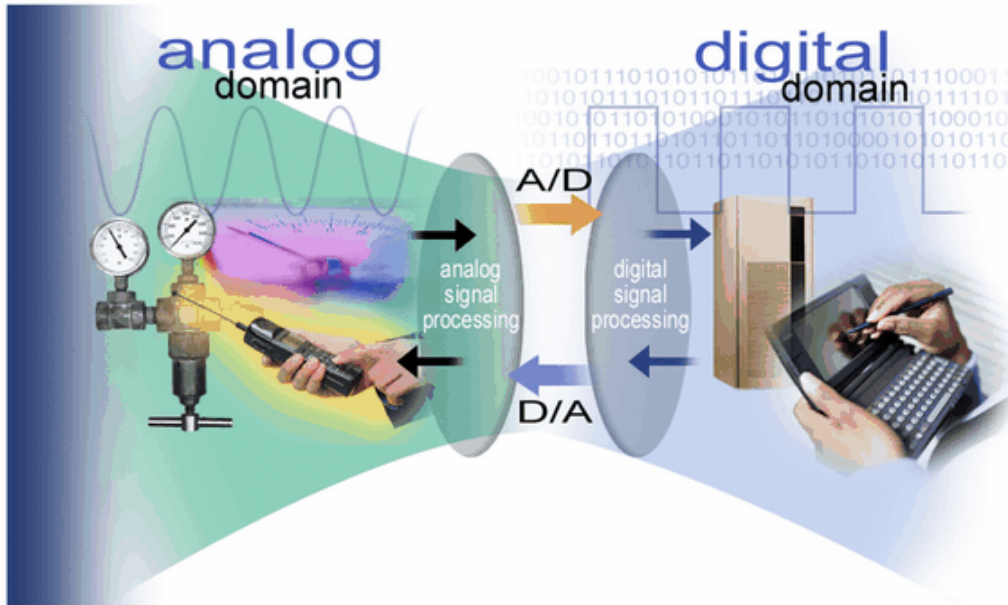 analog
domain
digital
domain
A/D
analog
signal
processing
digital
signal
processing
D/A